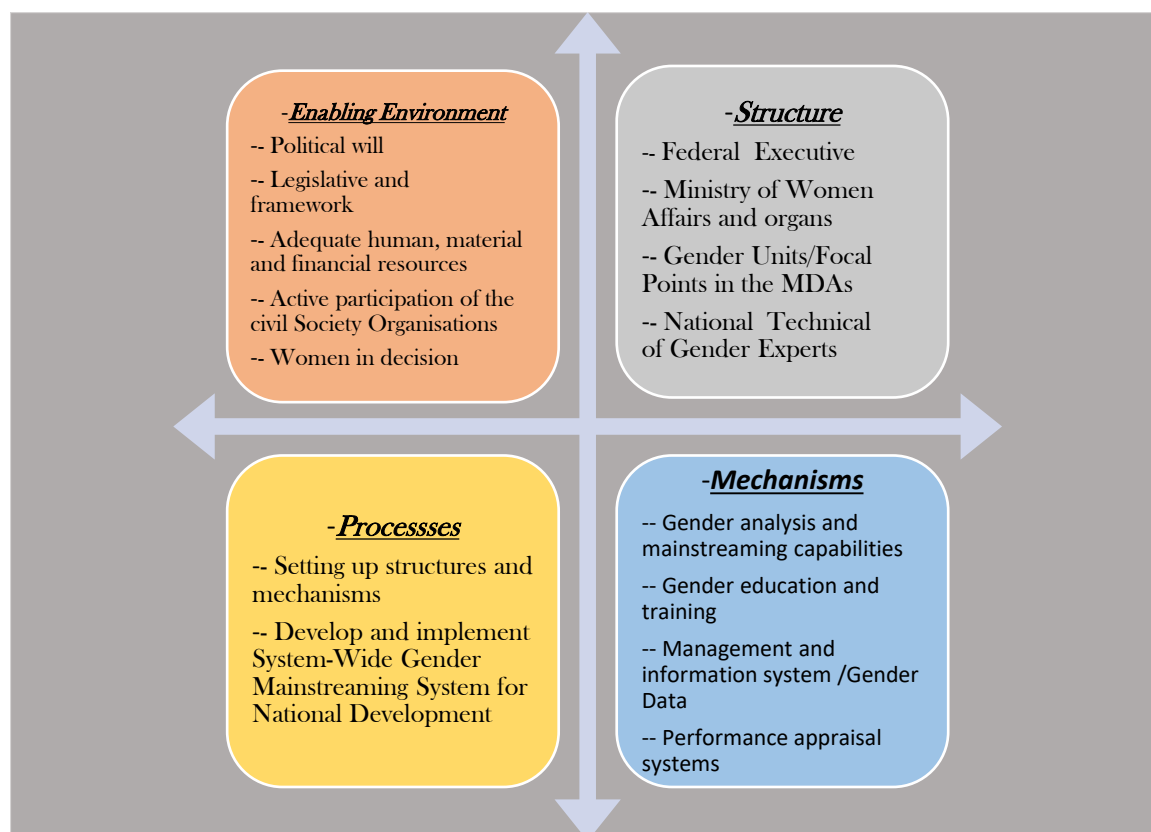 -Enabling Environment
-- Political will
-- Legislative and
framework
-- Adequate human, material
and financial resources
-- Active participation of the
civil Society Organisations
-- Women in decision
-Structure
-- Federal  Executive
-- Ministry of Women
Affairs and organs
-- Gender Units/Focal
Points in the MDAs
-- National  Technical
of Gender Experts
-Processses
-- Setting up structures and
mechanisms
-- Develop and implement
System-Wide Gender
Mainstreaming System for
National Development
-Mechanisms
-- Gender analysis and
mainstreaming capabilities
-- Gender education and
training
-- Management and
information system /Gender
Data
-- Performance appraisal
systems